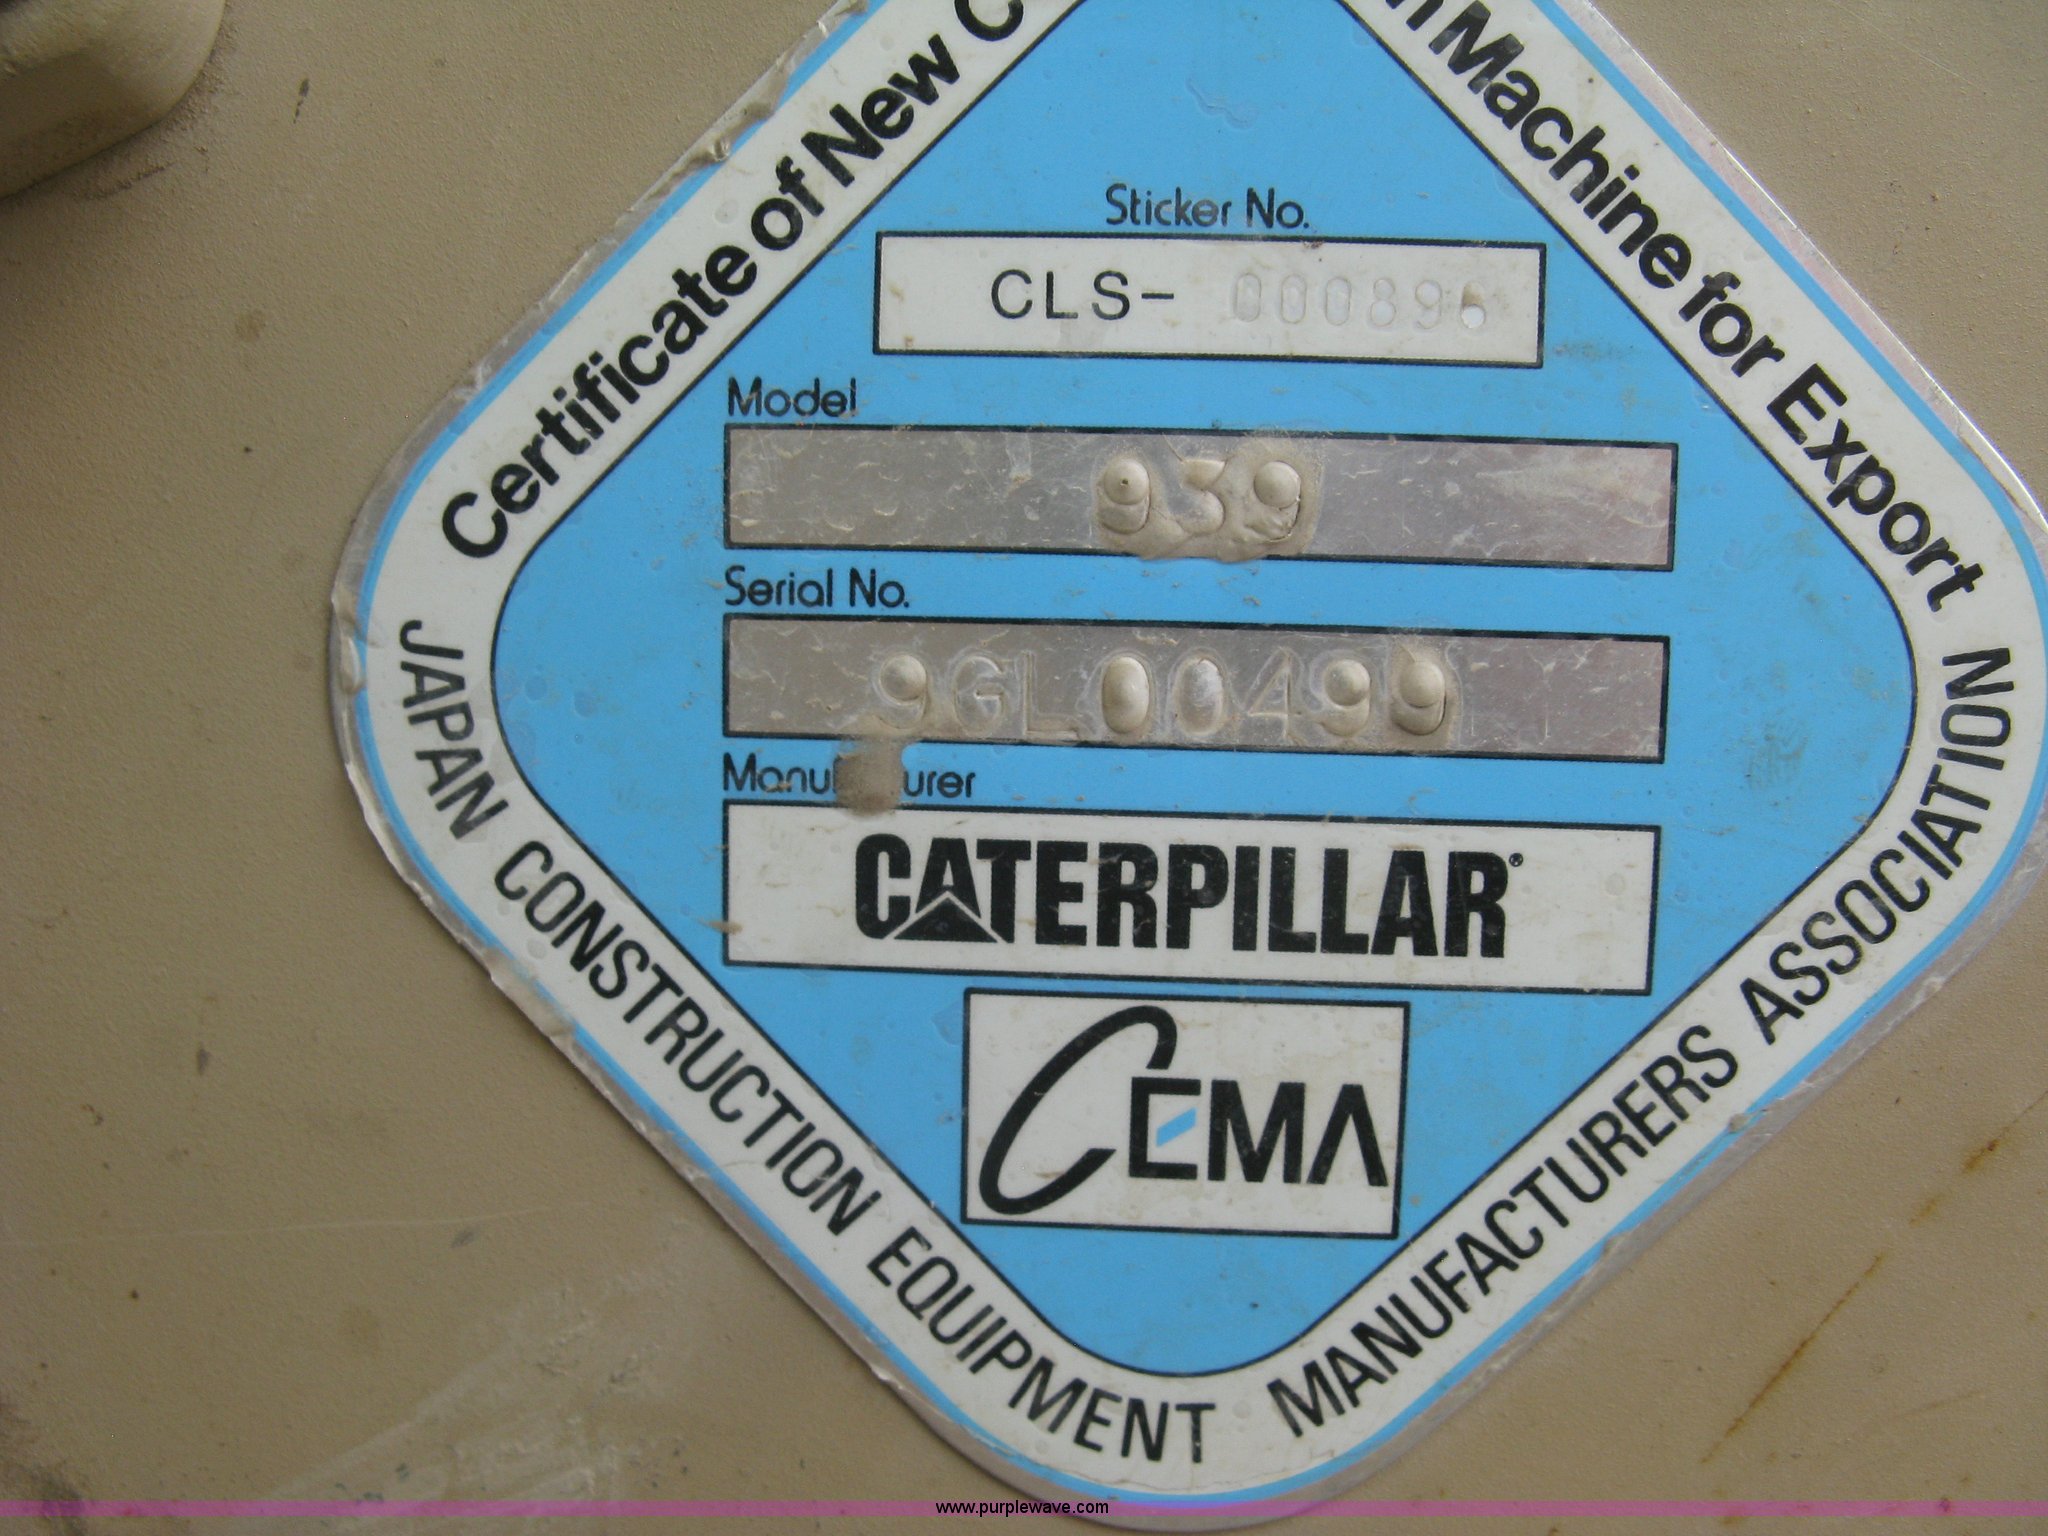 Certificate of New C
n Machine for Export
Sticker No.
CLS- 000896
Model
939
Serial No.
9GL00499
Manu urer
CATERPILLAR®
CEMA
JAPAN CONSTRUCTION EQUIPMENT MANUFACTURERS ASSOCIATION
www.purplewave.com